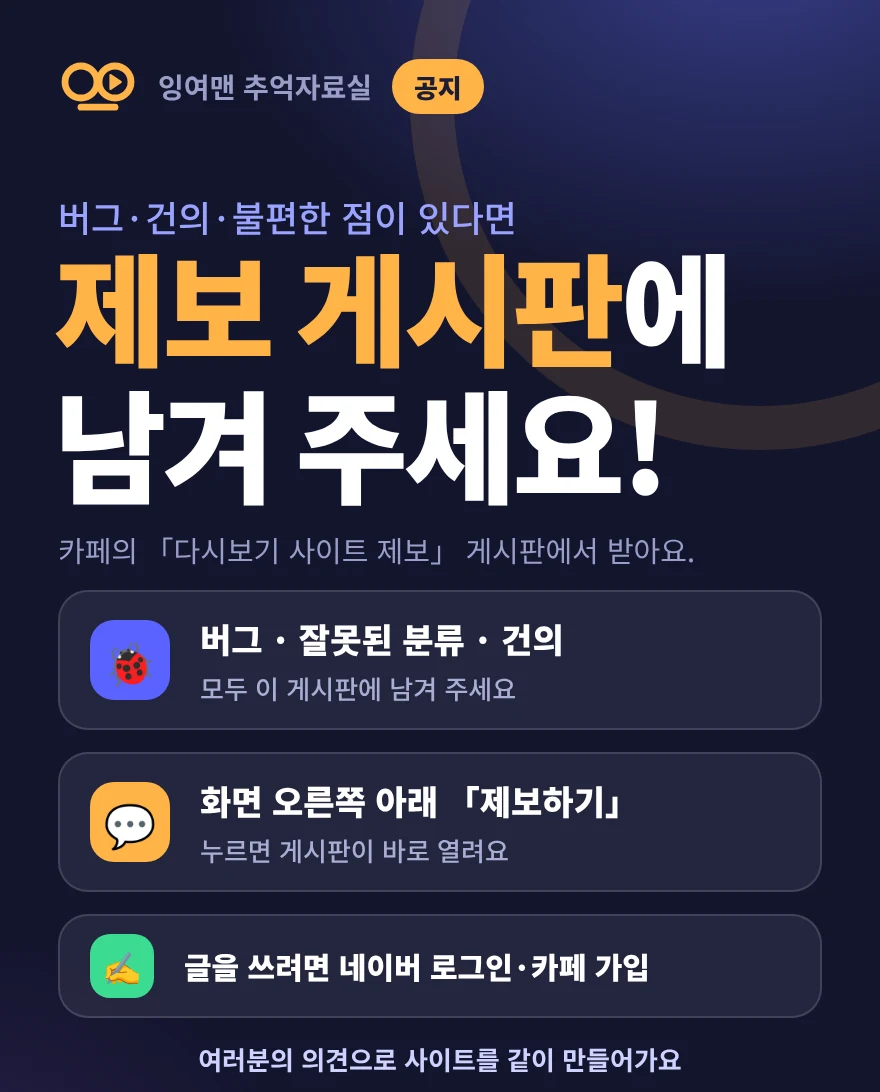 잉여맨 추억자료실 공지
버그·건의·불편한 점이 있다면
제보 게시판에
남겨 주세요!
카페의 「다시보기 사이트 제보」 게시판에서 받아요.
버그 · 잘못된 분류 · 건의
모두 이 게시판에 남겨 주세요
화면 오른쪽 아래 「제보하기」
누르면 게시판이 바로 열려요
글을 쓰려면 네이버 로그인·카페 가입
여러분의 의견으로 사이트를 같이 만들어가요